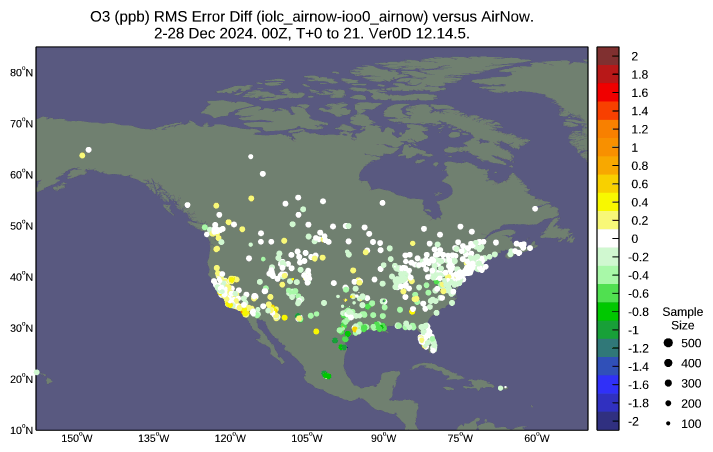 O3 (ppb) RMS Error Diff (iolc_airnow-ioo0_airnow) versus AirNow.
2-28 Dec 2024. 00Z, T+0 to 21. Ver0D 12.14.5.
80°N
70°N
60°N
50°N
40°N
30°N
20°N
10°N
150°W 135°W 120°W 105°W 90°W 75°W 60°W
2
1.8
1.6
1.4
1.2
1
0.8
0.6
0.4
0.2
0
-0.2
-0.4
-0.6
-0.8
-1
-1.2
-1.4
-1.6
-1.8
-2
Sample
Size
500
400
300
200
100